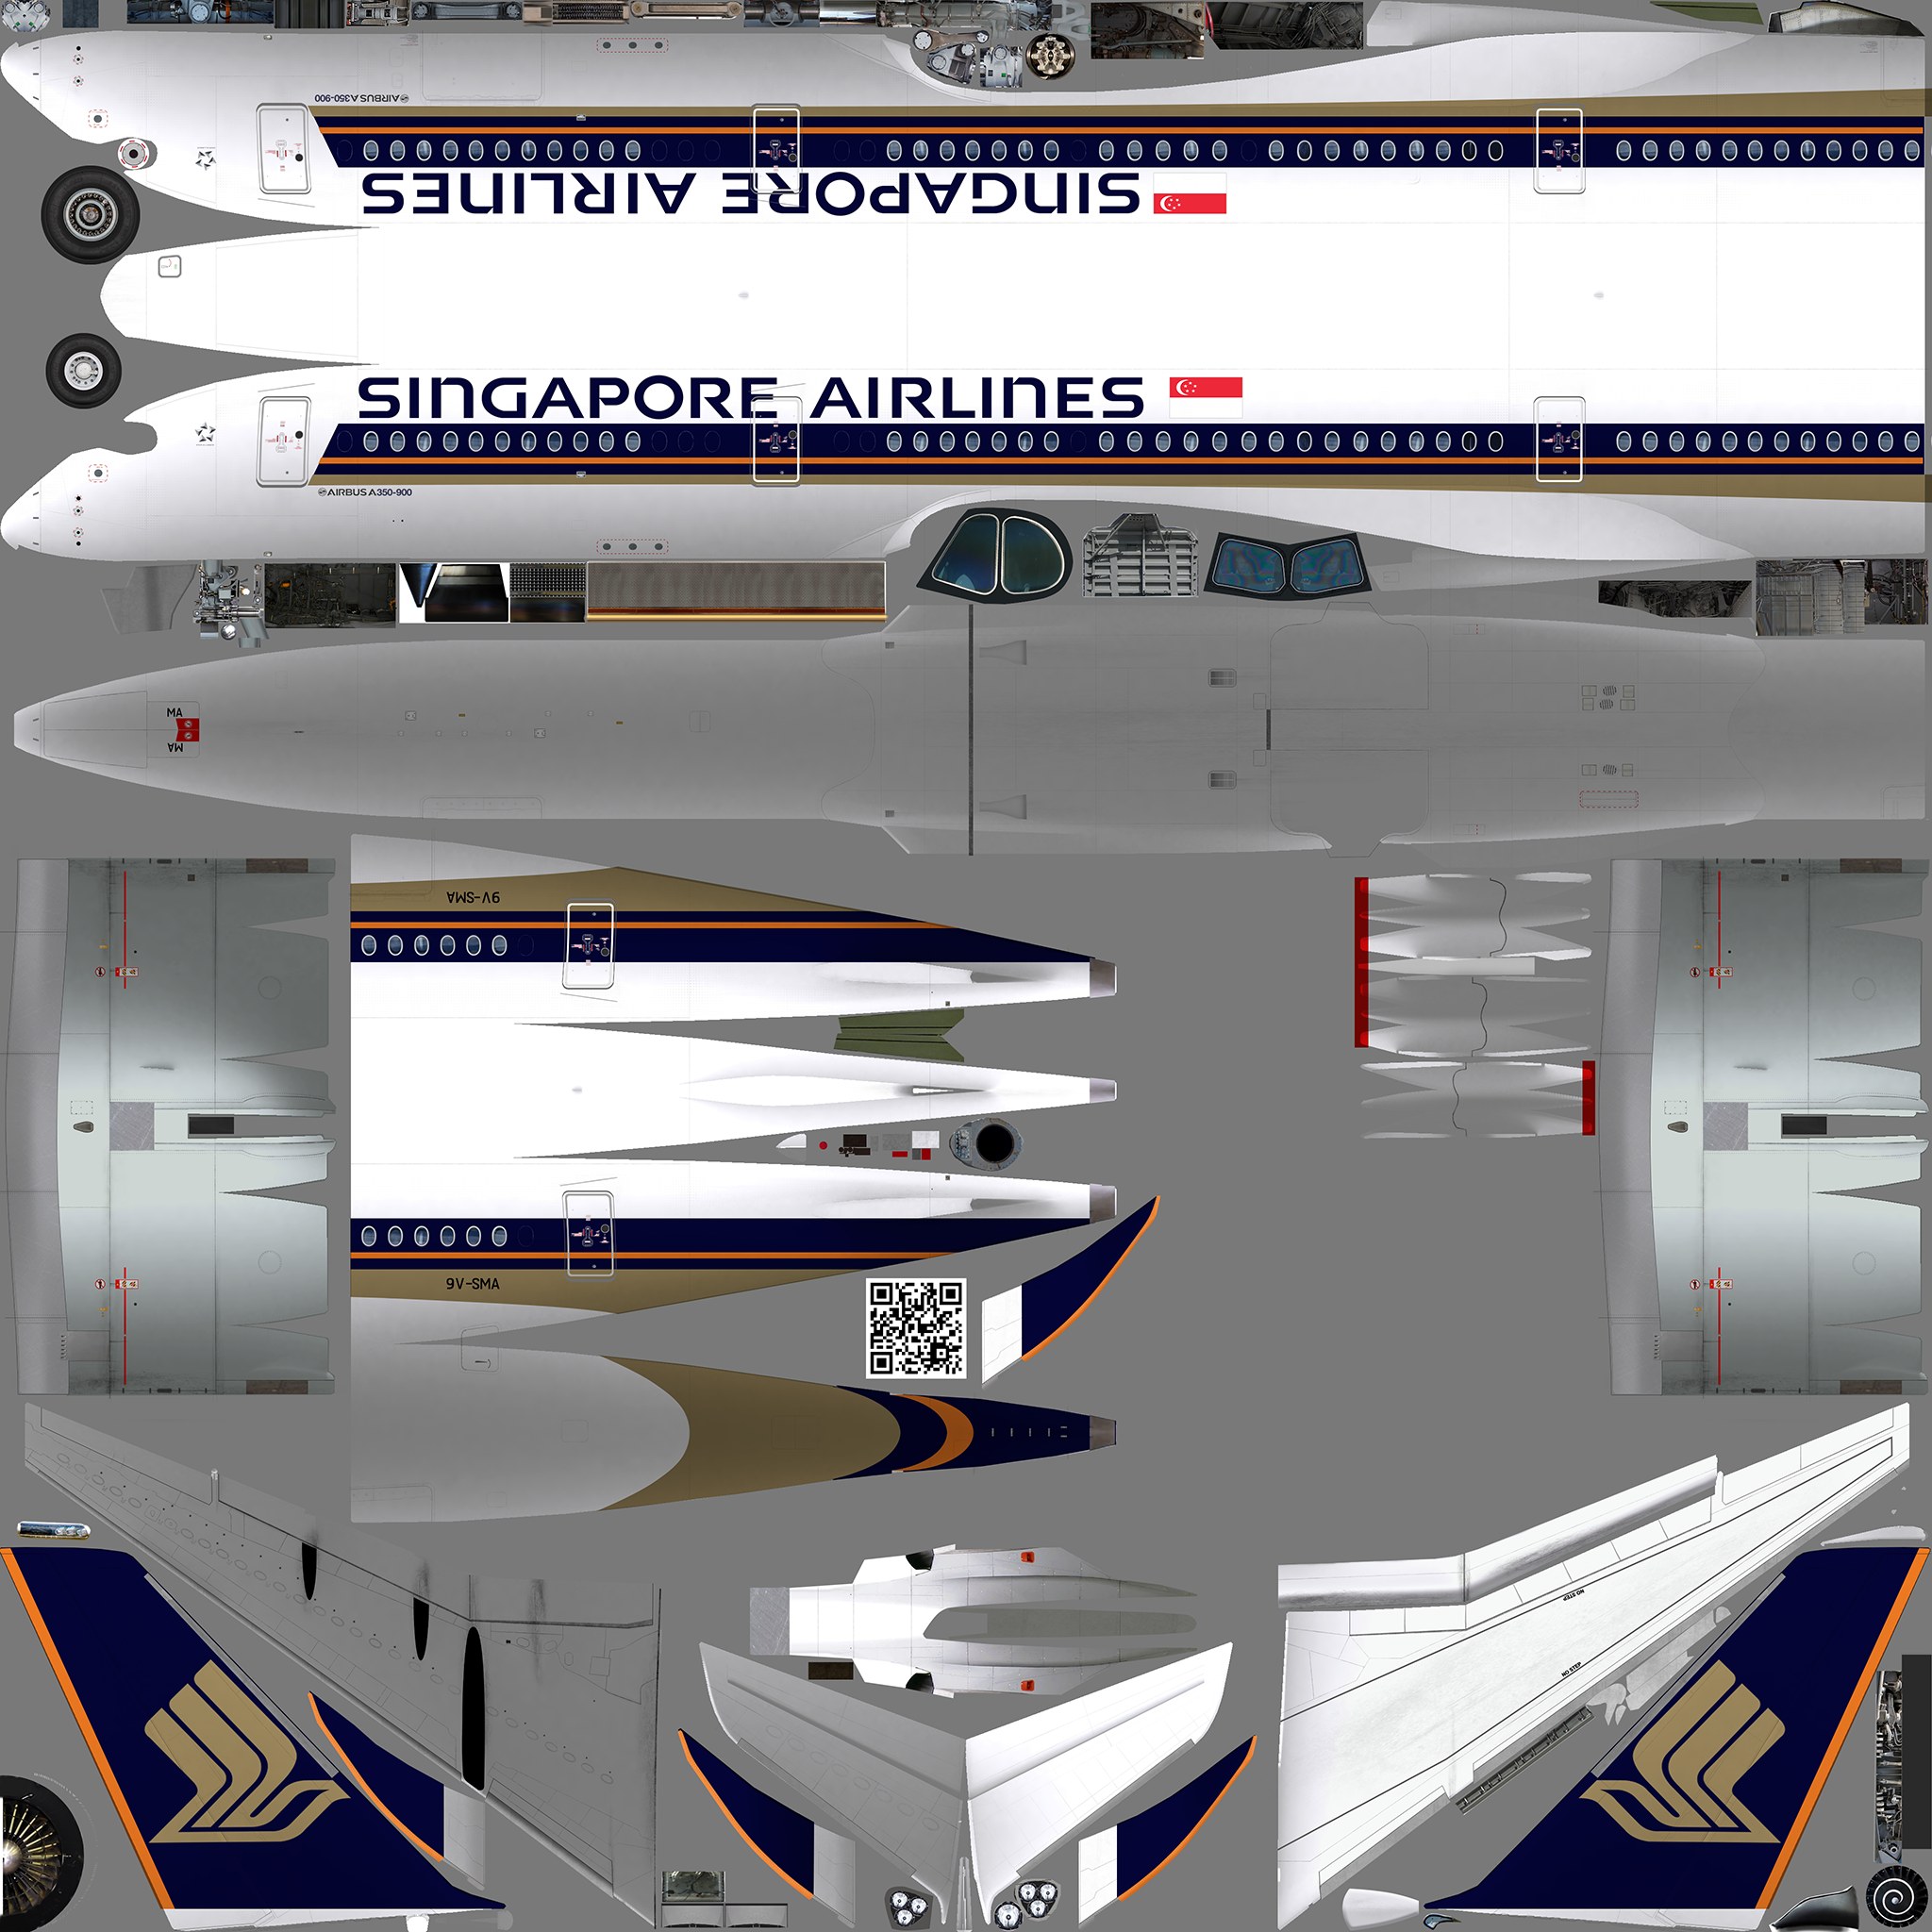 AIRBUS A350-900
SINGAPORE AIRLINES
SINGAPORE AIRLINES
AIRBUS A350-900
MA
MA
9V-SMA
9V-SMA
NO STEP
NO STEP